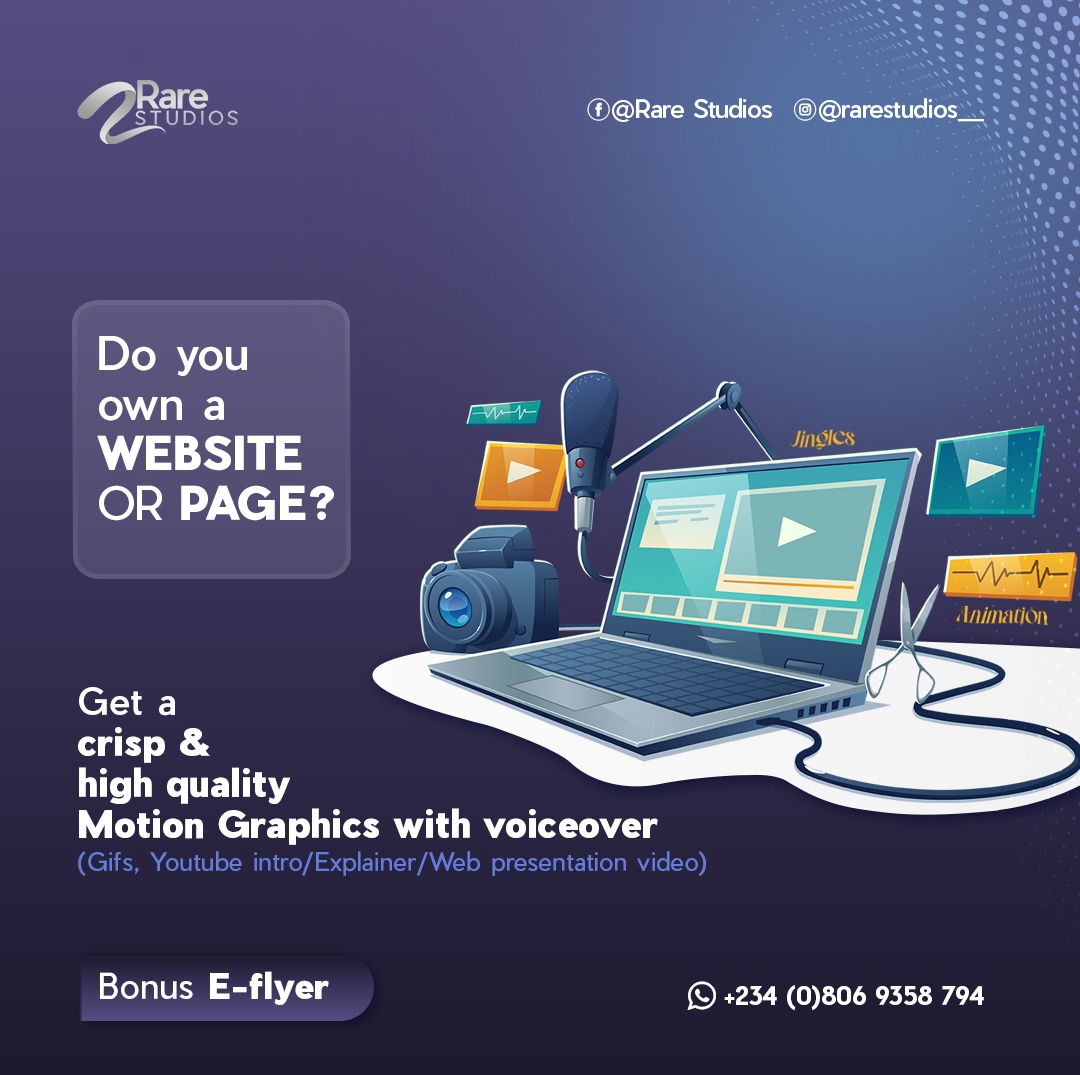 Rare
STUDIOS
@Rare Studios @rarestudios__
Do you
own a
WEBSITE
OR PAGE?
Jingles
Animation
Get a
crisp &
high quality
Motion Graphics with voiceover
(Gifs, Youtube intro/Explainer/Web presentation video)
Bonus E-flyer
+234 (0)806 9358 794